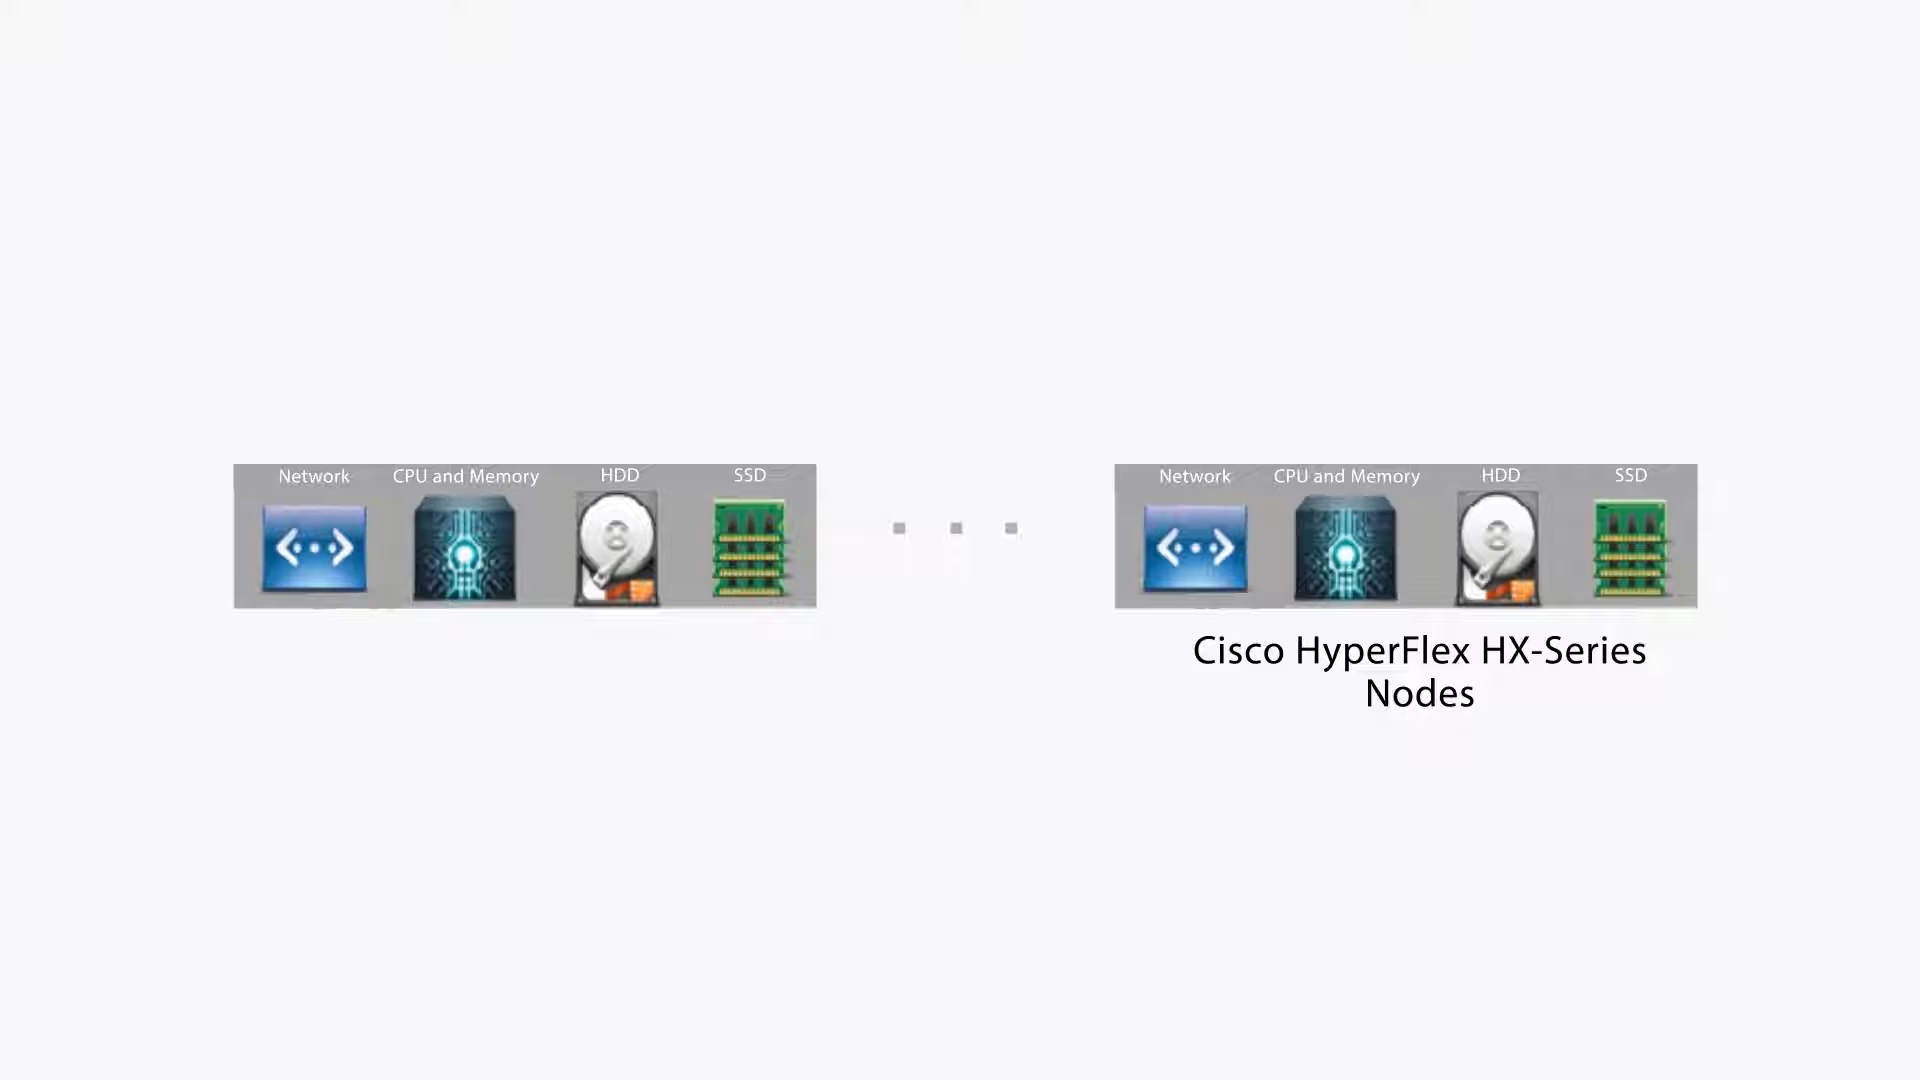 Network CPU and Memory HDD SSD
Network CPU and Memory HDD SSD
Cisco HyperFlex HX-Series
Nodes